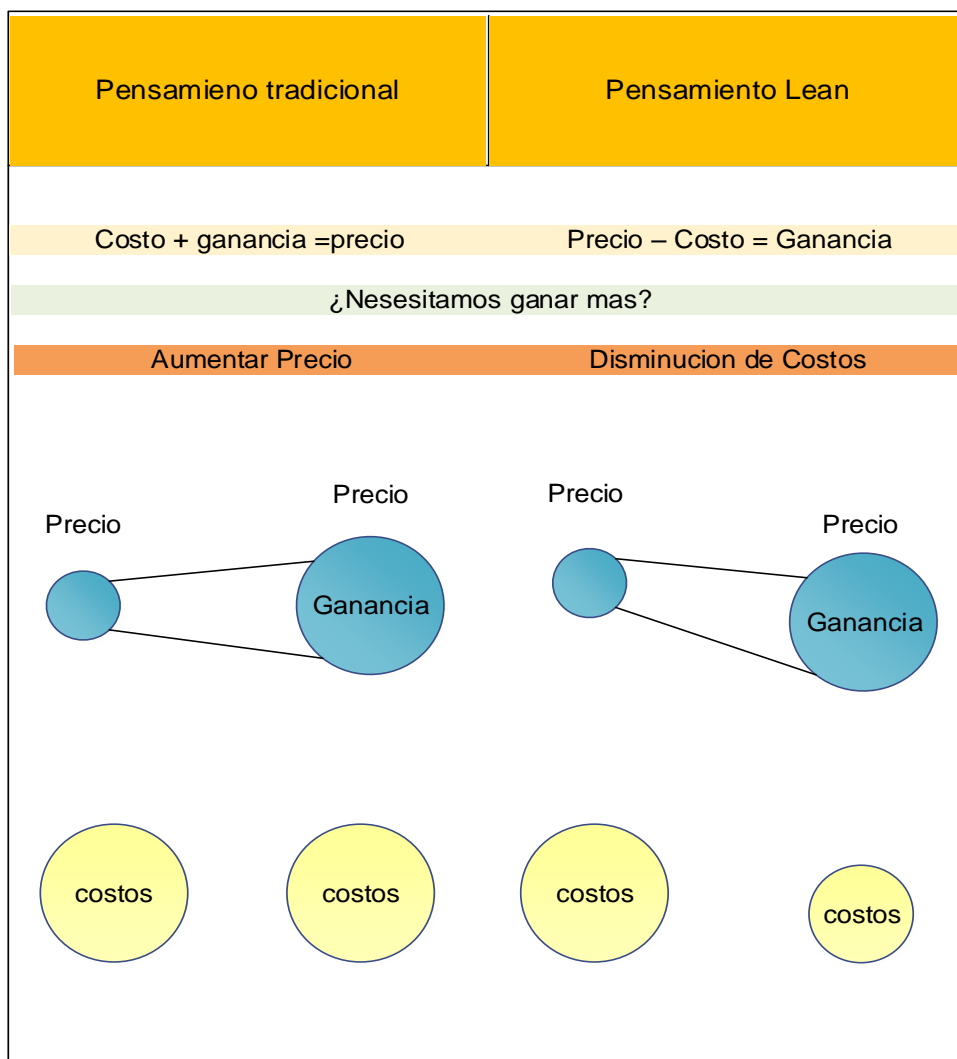 Pensamieno tradicional
Pensamiento Lean
Costo + ganancia =precio
Precio – Costo = Ganancia
¿Nesesitamos ganar mas?
Aumentar Precio
Disminucion de Costos
Precio
Precio
Precio
Precio
Ganancia
Ganancia
costos
costos
costos
costos